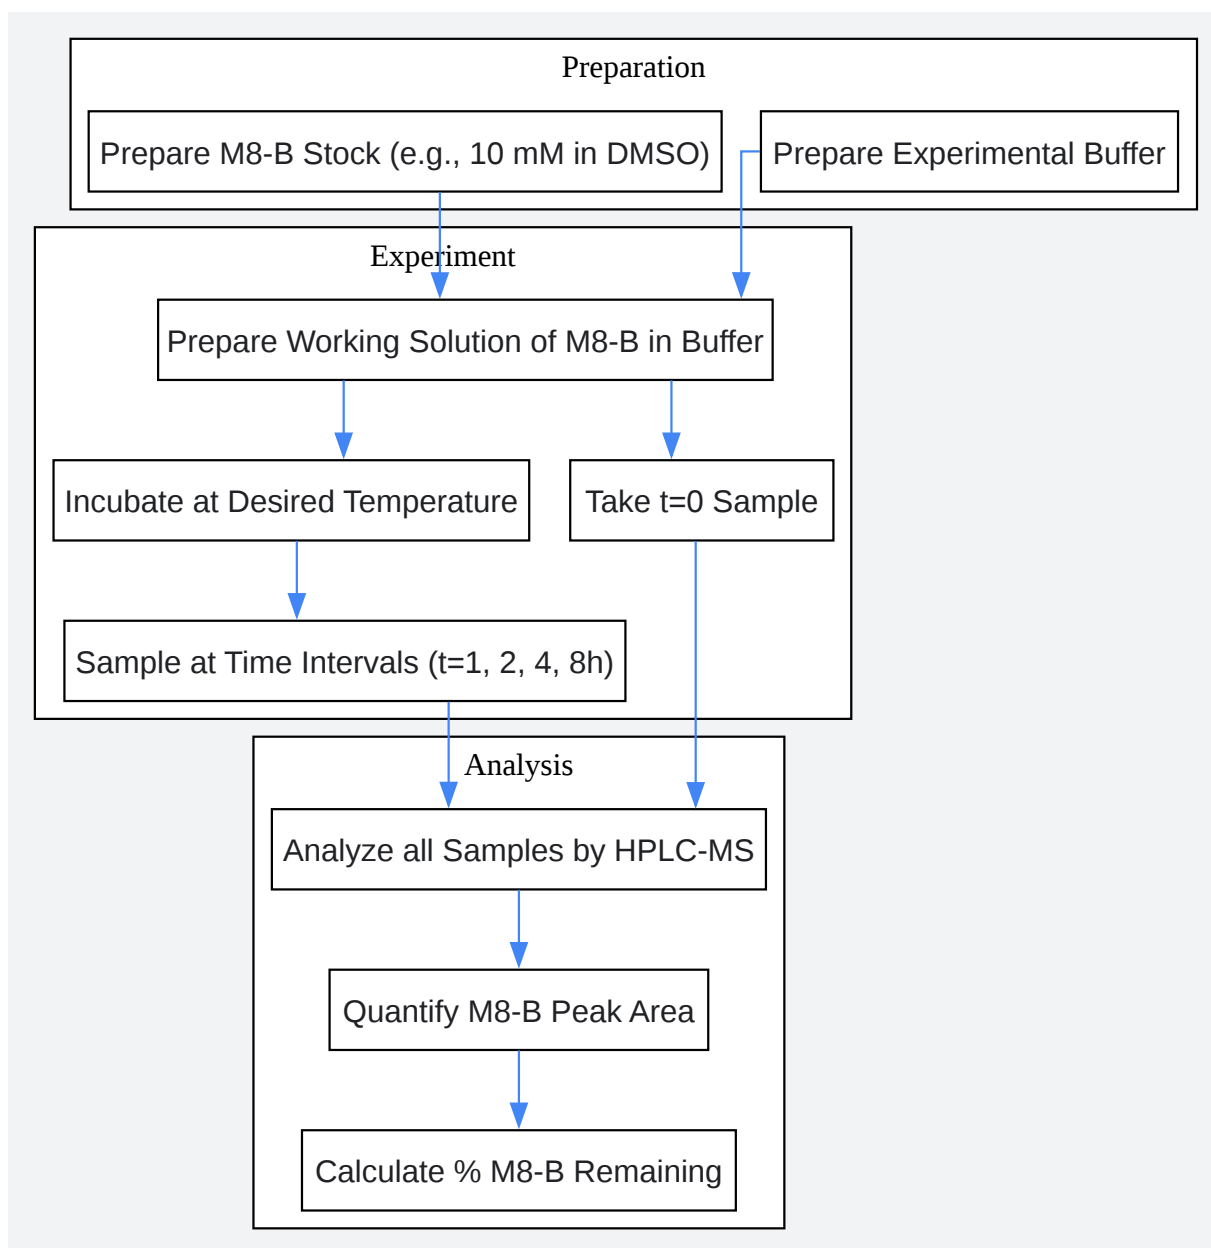 Preparation
Prepare M8-B Stock (e.g., 10 mM in DMSO)
Prepare Experimental Buffer
Experiment
Prepare Working Solution of M8-B in Buffer
Incubate at Desired Temperature
Take t=0 Sample
Sample at Time Intervals (t=1, 2, 4, 8h)
Analysis
Analyze all Samples by HPLC-MS
Quantify M8-B Peak Area
Calculate % M8-B Remaining